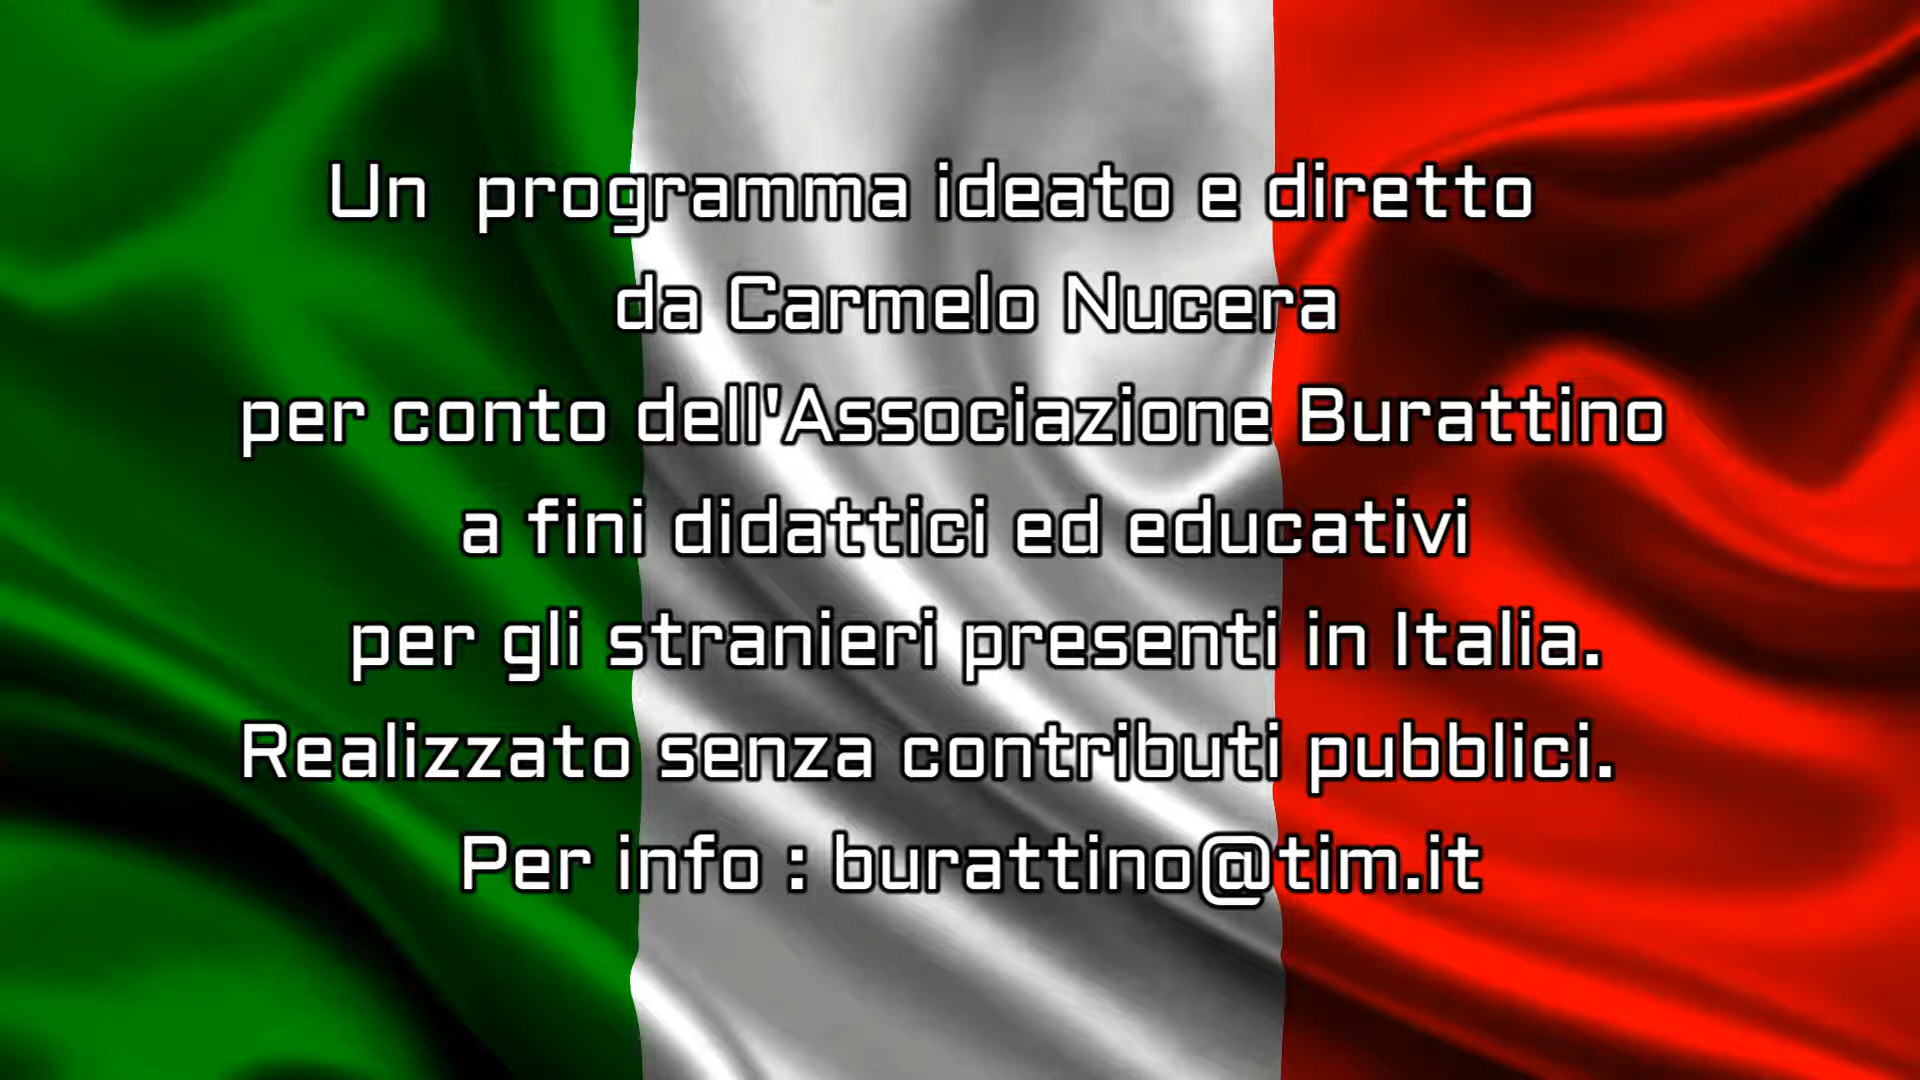 Un  programma ideato e diretto
da Carmelo Nucera
per conto dell'Associazione Burattino
a fini didattici ed educativi
per gli stranieri presenti in Italia.
Realizzato senza contributi pubblici.
Per info : burattino@tim.it